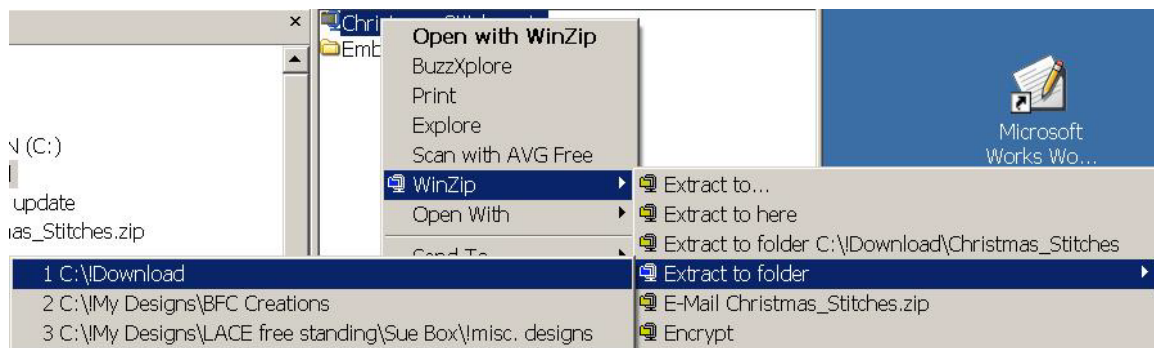 ×
Open with WinZip
Emb
BuzzXplore
Print
Explore
Scan with AVG Free
WinZip
Open With
Send To
N (C:)
update
as_Stitches.zip
Microsoft
Works Wo...
Extract to...
Extract to here
Extract to folder C:\!Download\Christmas_Stitches
Extract to folder
E-Mail Christmas_Stitches.zip
Encrypt
1 C:\!Download
2 C:\!My Designs\BFC Creations
3 C:\!My Designs\LACE free standing\Sue Box\!misc. designs